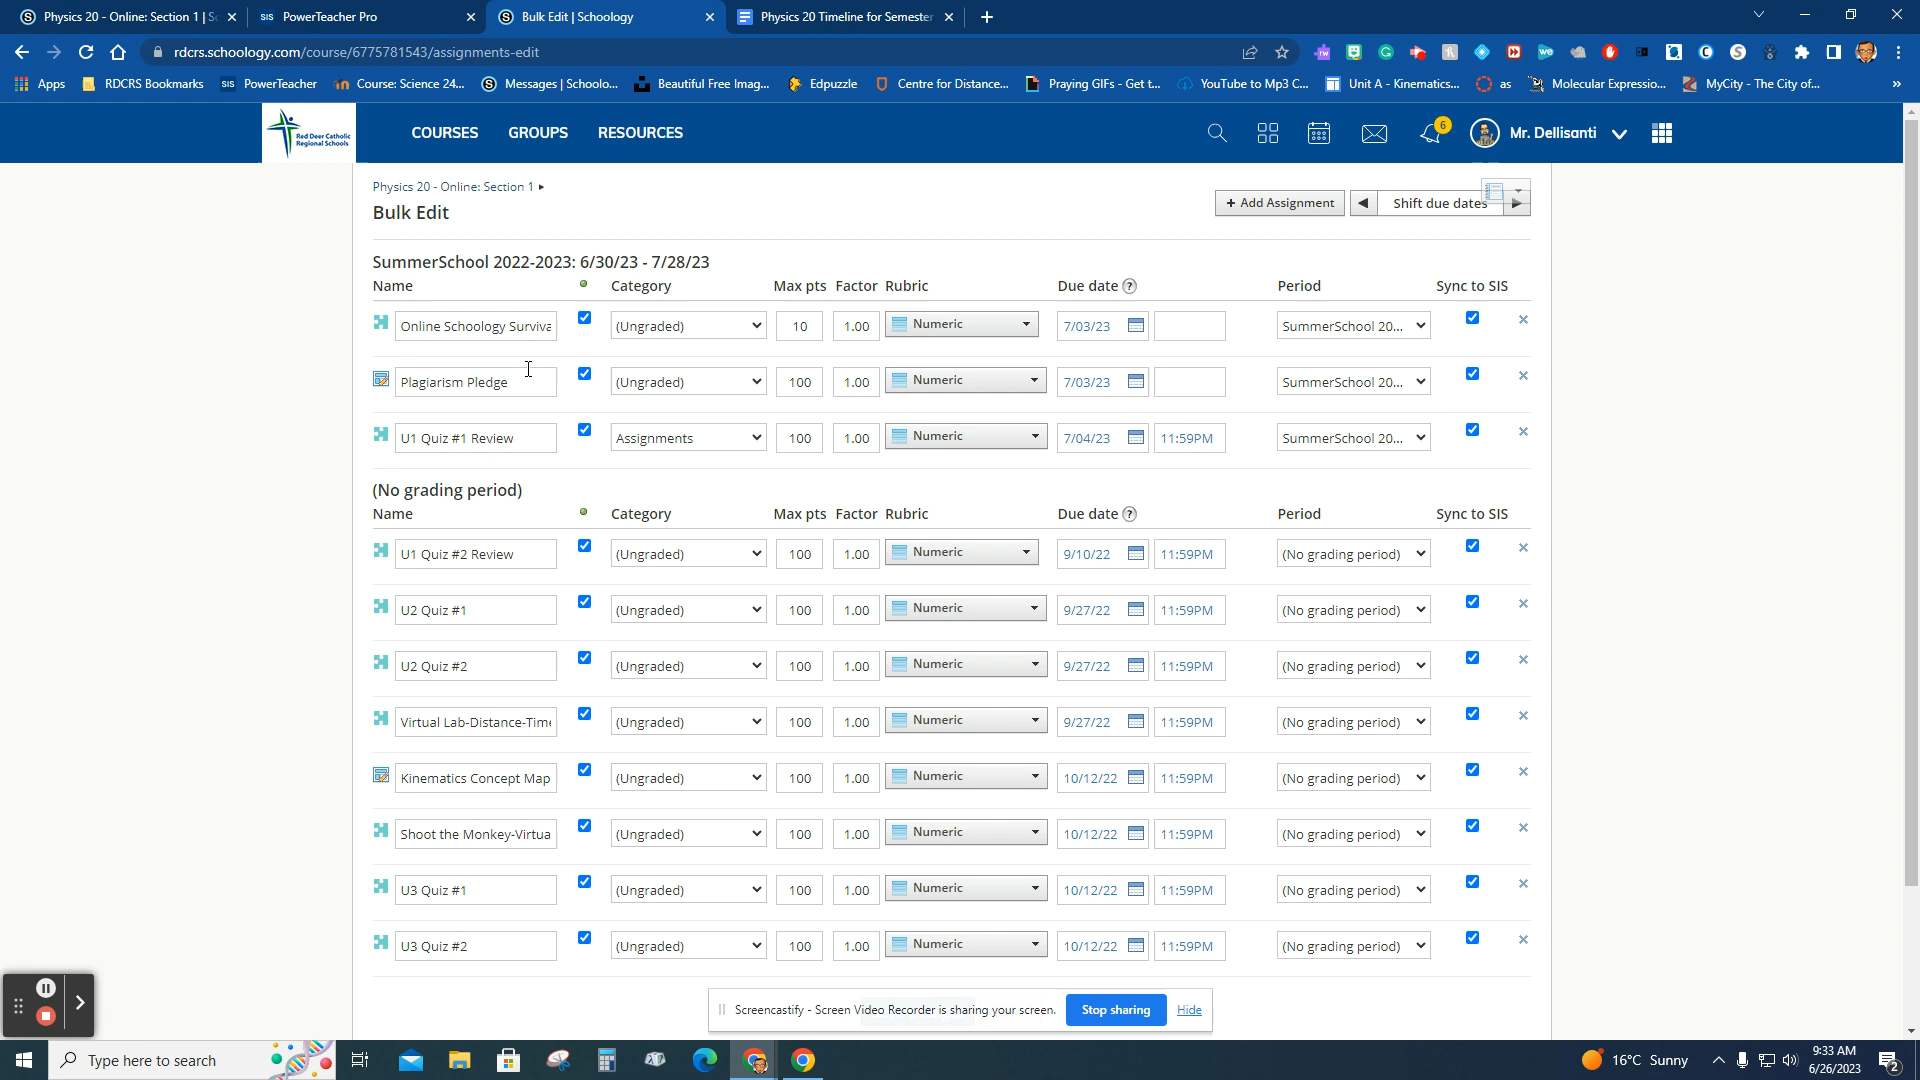 Physics 20 - Online: Section 1 | Sc
SIS PowerTeacher Pro
Bulk Edit | Schoology
Physics 20 Timeline for Semester
rdcrs.schoology.com/course/6775781543/assignments-edit
Apps RDCRS Bookmarks SIS PowerTeacher Course: Science 24... Messages | Schoolo... Beautiful Free Imag... Edpuzzle Centre for Distance... Praying GIFs - Get t... YouTube to Mp3 C... Unit A - Kinematics... as Molecular Expressio... MyCity - The City of... »
Red Deer Catholic
Regional Schools
COURSES GROUPS RESOURCES
6
Mr. Dellisanti
Physics 20 - Online: Section 1
Bulk Edit
+ Add Assignment
Shift due dates
SummerSchool 2022-2023: 6/30/23 - 7/28/23
Name Category Max pts Factor Rubric Due date ? Period Sync to SIS
Online Schoology Surviva (Ungraded) 10 1.00 Numeric 7/03/23 SummerSchool 20...
Plagiarism Pledge (Ungraded) 100 1.00 Numeric 7/03/23 SummerSchool 20...
U1 Quiz #1 Review Assignments 100 1.00 Numeric 7/04/23 11:59PM SummerSchool 20...
(No grading period)
Name Category Max pts Factor Rubric Due date ? Period Sync to SIS
U1 Quiz #2 Review (Ungraded) 100 1.00 Numeric 9/10/22 11:59PM (No grading period)
U2 Quiz #1 (Ungraded) 100 1.00 Numeric 9/27/22 11:59PM (No grading period)
U2 Quiz #2 (Ungraded) 100 1.00 Numeric 9/27/22 11:59PM (No grading period)
Virtual Lab-Distance-Time (Ungraded) 100 1.00 Numeric 9/27/22 11:59PM (No grading period)
Kinematics Concept Map (Ungraded) 100 1.00 Numeric 10/12/22 11:59PM (No grading period)
Shoot the Monkey-Virtua (Ungraded) 100 1.00 Numeric 10/12/22 11:59PM (No grading period)
U3 Quiz #1 (Ungraded) 100 1.00 Numeric 10/12/22 11:59PM (No grading period)
U3 Quiz #2 (Ungraded) 100 1.00 Numeric 10/12/22 11:59PM (No grading period)
Screencastify - Screen Video Recorder is sharing your screen. Stop sharing Hide
Type here to search
16°C Sunny
9:33 AM
6/26/2023
2